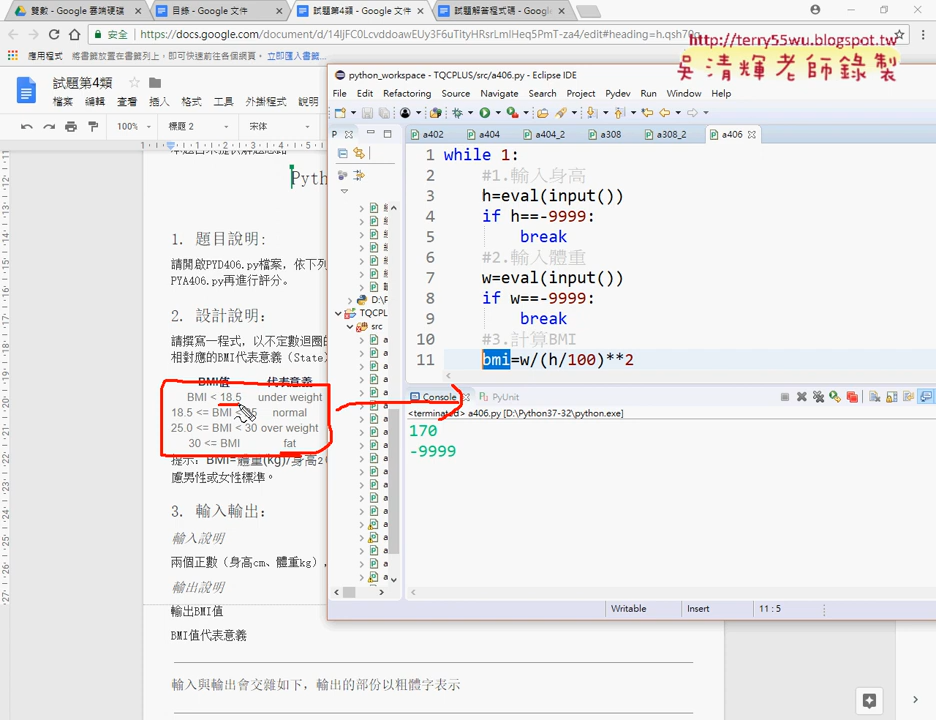 雙數 - Google 雲端硬碟
目錄 - Google 文件
試題第4類 - Google 文件
試題解答程式碼 - Google
安全 | https://docs.google.com/document/d/14IjFC0LcvddoawEUy3F6uTityHRsrLmIHeq5PmT-za4/edit#heading=h.qsh70q
應用程式 將書籤放置在書籤列上，即可快速前往各個網頁。 立即匯入書籤...
http://terry55wu.blogspot.tw
吳清輝老師錄製
試題第4類
檔案 編輯 查看 插入 格式 工具 外掛程式 說明
100% 標題 2 宋体
Pyth
1. 題目說明:
請開啟PYD406.py檔案，依下列
PYA406.py再進行評分。
2. 設計說明:
請撰寫一程式，以不定數迴圈的
相對應的BMI代表意義（State）
BMI值 代表意義
BMI < 18.5 under weight
18.5 <= BMI < 25 normal
25.0 <= BMI < 30 over weight
30 <= BMI fat
提示：BMI=體重(kg)/身高2
慮男性或女性標準。
3. 輸入輸出:
輸入說明
兩個正數（身高cm、體重kg），
輸出說明
輸出BMI值
BMI值代表意義
輸入與輸出會交雜如下，輸出的部份以粗體字表示
python_workspace - TQCPLUS/src/a406.py - Eclipse IDE
File Edit Refactoring Source Navigate Search Project Pydev Run Window Help
P
a402 a404 a404_2 a308 a308_2 a406
D:\P
TQCPL
src
1 while 1:
2 #1.輸入身高
3 h=eval(input())
4 if h==-9999:
5 break
6 #2.輸入體重
7 w=eval(input())
8 if w==-9999:
9 break
10 #3.計算BMI
11 bmi=w/(h/100)**2
Console PyUnit
<terminated> a406.py [D:\Python37-32\python.exe]
170
-9999
Writable Insert 11 : 5